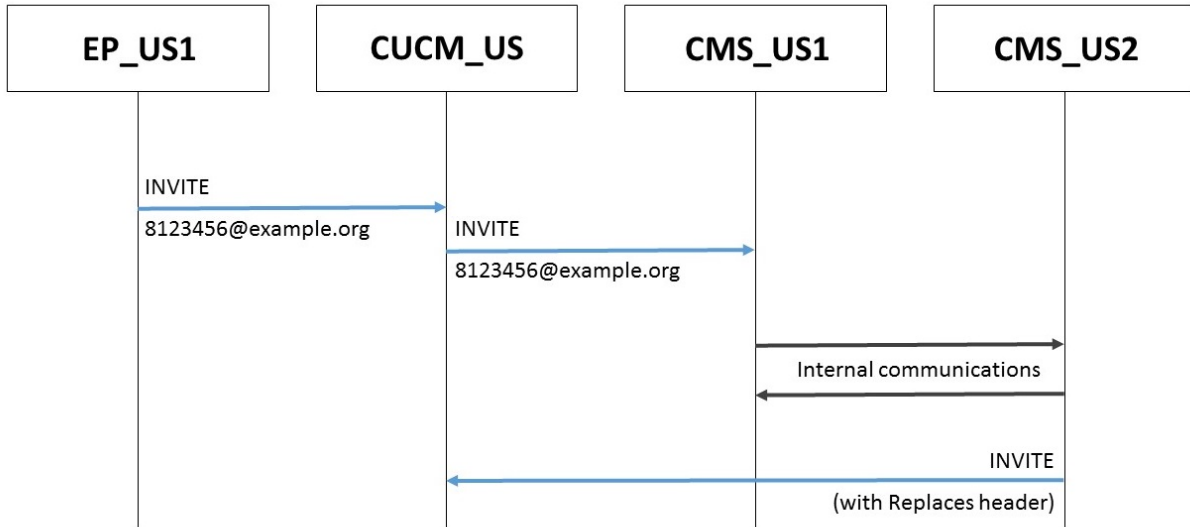 EP_US1
CUCM_US
CMS_US1
CMS_US2
INVITE
8123456@example.org
INVITE
8123456@example.org
Internal communications
INVITE
(with Replaces header)